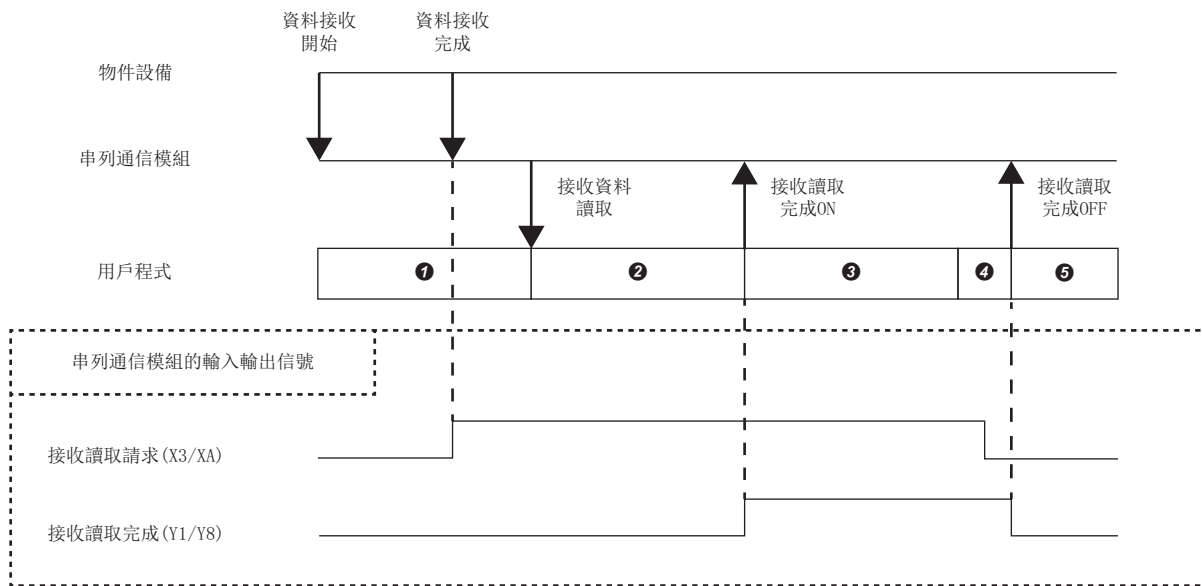 資料接收
開始
資料接收
完成
物件設備
串列通信模組
接收資料
讀取
接收讀取
完成ON
接收讀取
完成OFF
用戶程式
❶
❷
❸
❹
❺
串列通信模組的輸入輸出信號
接收讀取請求(X3/XA)
接收讀取完成(Y1/Y8)